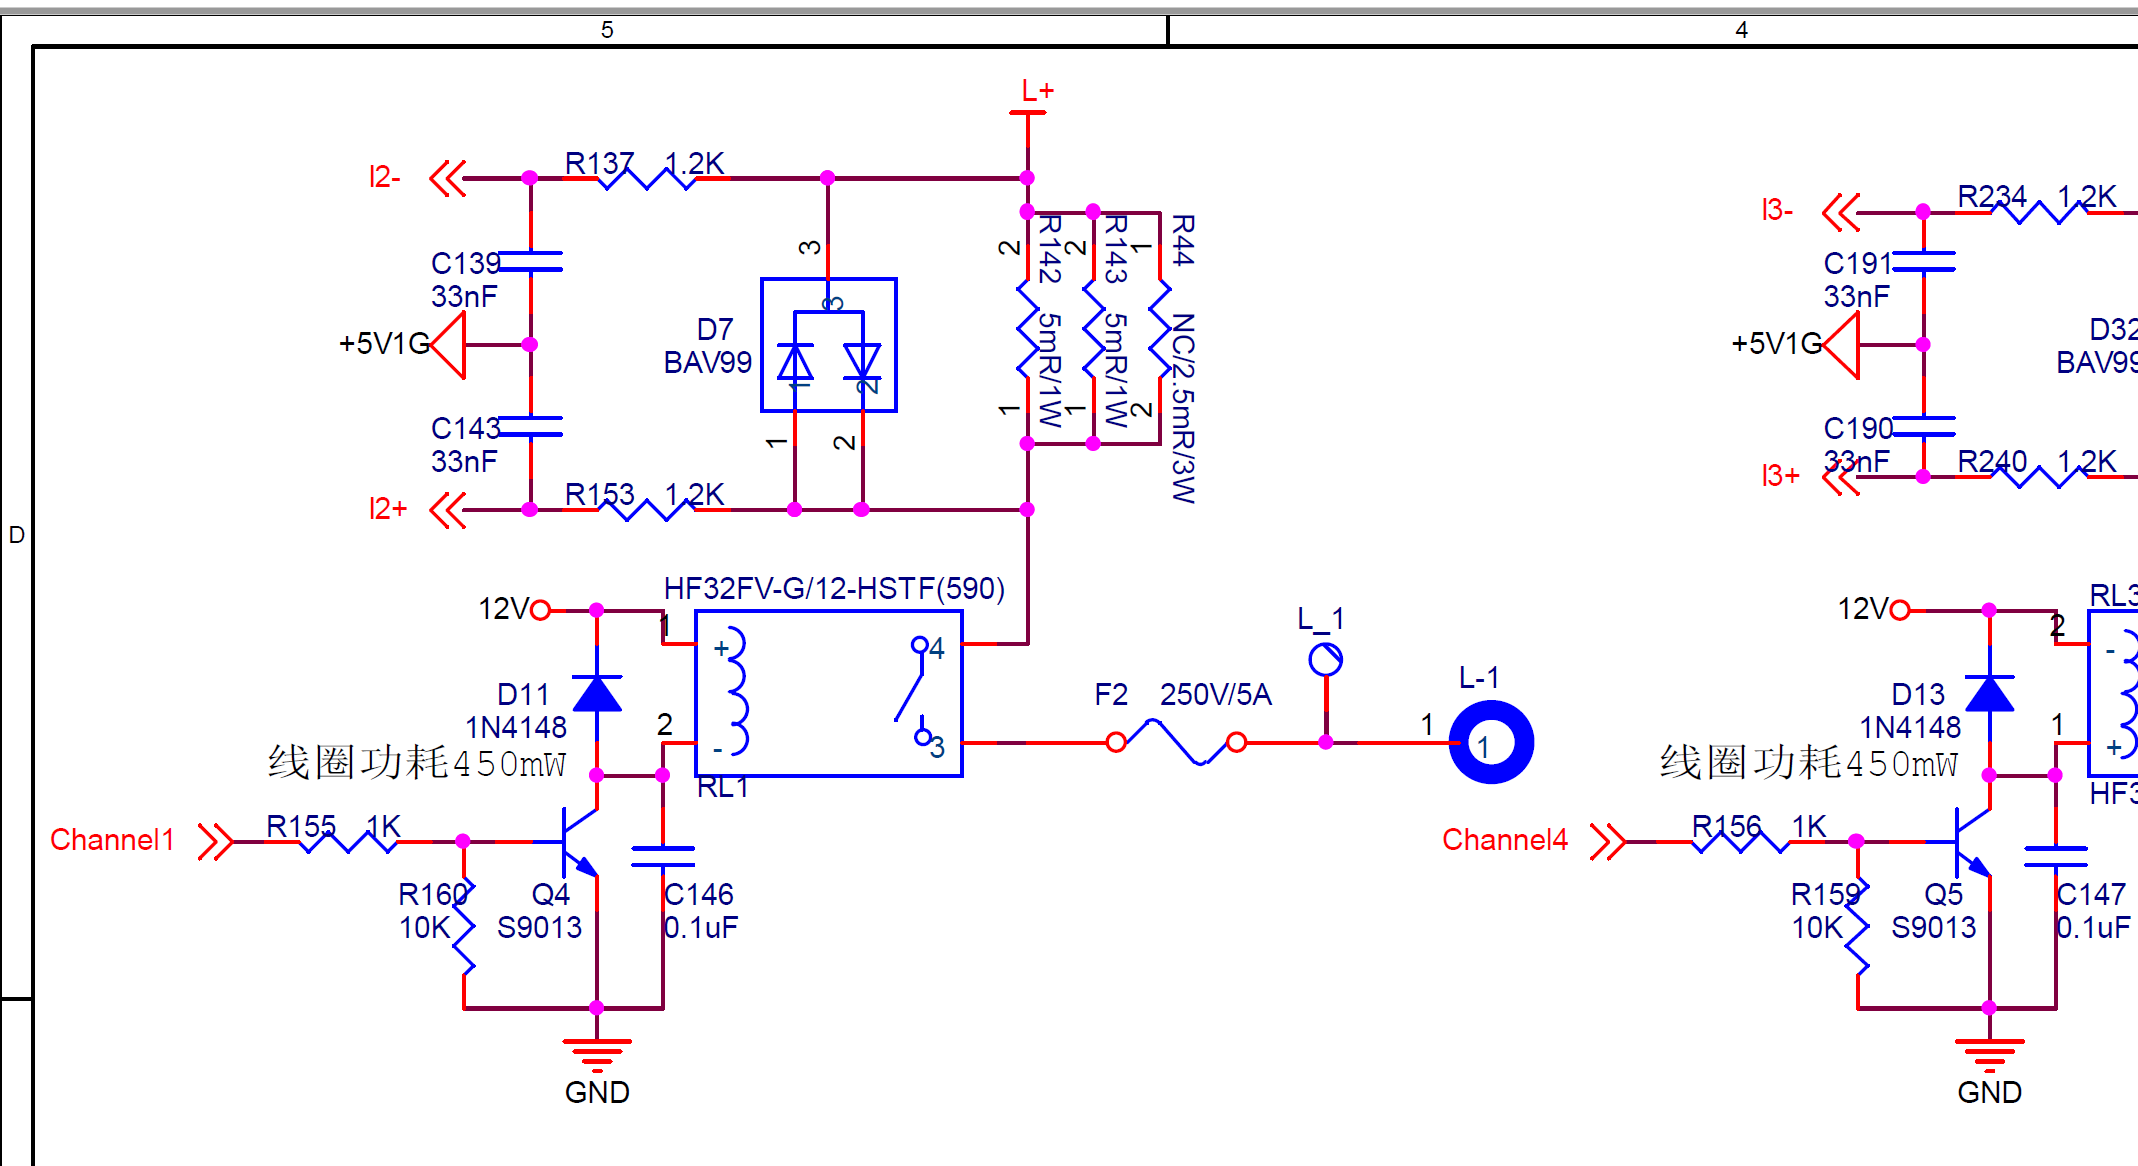 5
4
D
L+
I2-
R137 1.2K
C139
33nF
+5V1G
C143
33nF
I2+
R153 1.2K
D7
BAV99
3
3
1
2
1
2
R142
5mR/1W
2
1
R143
5mR/1W
2
1
R44
NC/2.5mR/3W
1
2
I3-
R234 1.2K
C191
33nF
+5V1G
C190
33nF
I3+
R240 1.2K
D32
BAV99
HF32FV-G/12-HSTF(590)
12V
1
+
4
D11
1N4148
2
-
3
RL1
线圈功耗450mW
F2 250V/5A
L_1
L-1
1
1
Channel1
R155 1K
R160
10K
Q4
S9013
C146
0.1uF
GND
12V
RL3
2
-
D13
1N4148
1
+
HF3
线圈功耗450mW
Channel4
R156 1K
R159
10K
Q5
S9013
C147
0.1uF
GND